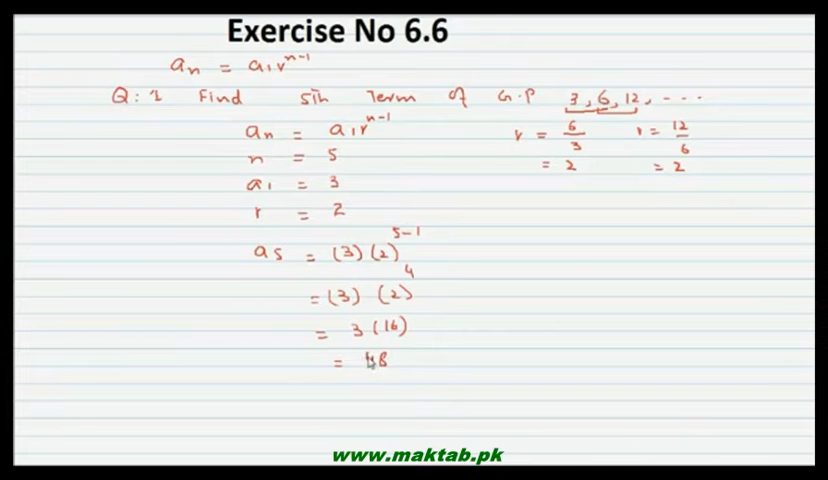 Exercise No 6.6
an = a1r^n-1
Q: 1 Find 5th Term of G.P 3, 6, 12, ---
an = a1r^n-1
r = 6/3
r = 12/6
n = 5
= 2
= 2
a1 = 3
r = 2
a5 = (3)(2)^5-1
= (3) (2)^4
= 3(16)
= 48
www.maktab.pk